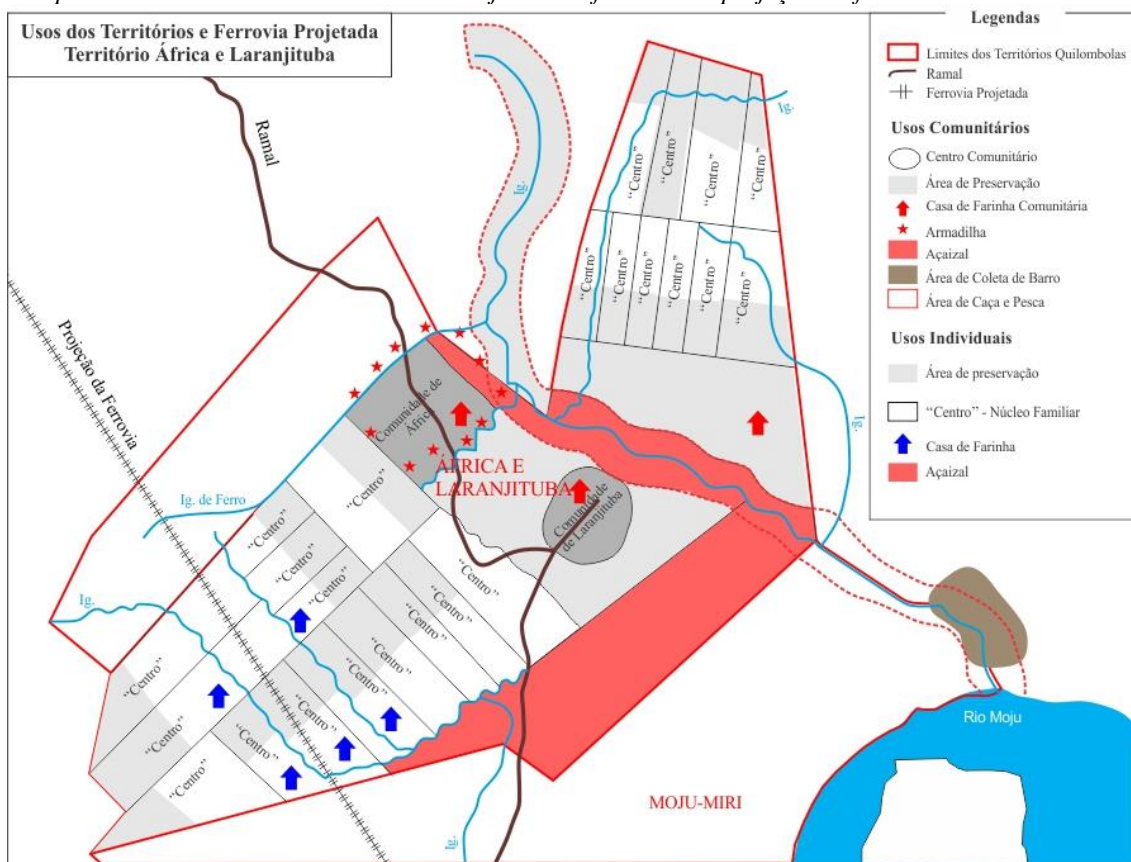 Usos dos Territórios e Ferrovia Projetada
Território África e Laranjituba
Legendas
Limites dos Territórios Quilombolas
Ramal
Ferrovia Projetada
Usos Comunitários
Centro Comunitário
Área de Preservação
Casa de Farinha Comunitária
Armadilha
Açaizal
Área de Coleta de Barro
Área de Caça e Pesca
Usos Individuais
Área de preservação
“Centro” - Núcleo Familiar
Casa de Farinha
Açaizal
Ramal
Ig.
Ig.
“Centro”
“Centro”
“Centro”
“Centro”
“Centro”
“Centro”
“Centro”
“Centro”
“Centro”
Ig.
Projeção da Ferrovia
Comunidade de
África
ÁFRICA E
LARANJITUBA
Comunidade
de Laranjituba
Ig. de Ferro
Ig.
“Centro”
“Centro”
“Centro”
“Centro”
“Centro”
“Centro”
“Centro”
“Centro”
“Centro”
“Centro”
“Centro”
“Centro”
“Centro”
Ig.
MOJU-MIRI
Rio Moju